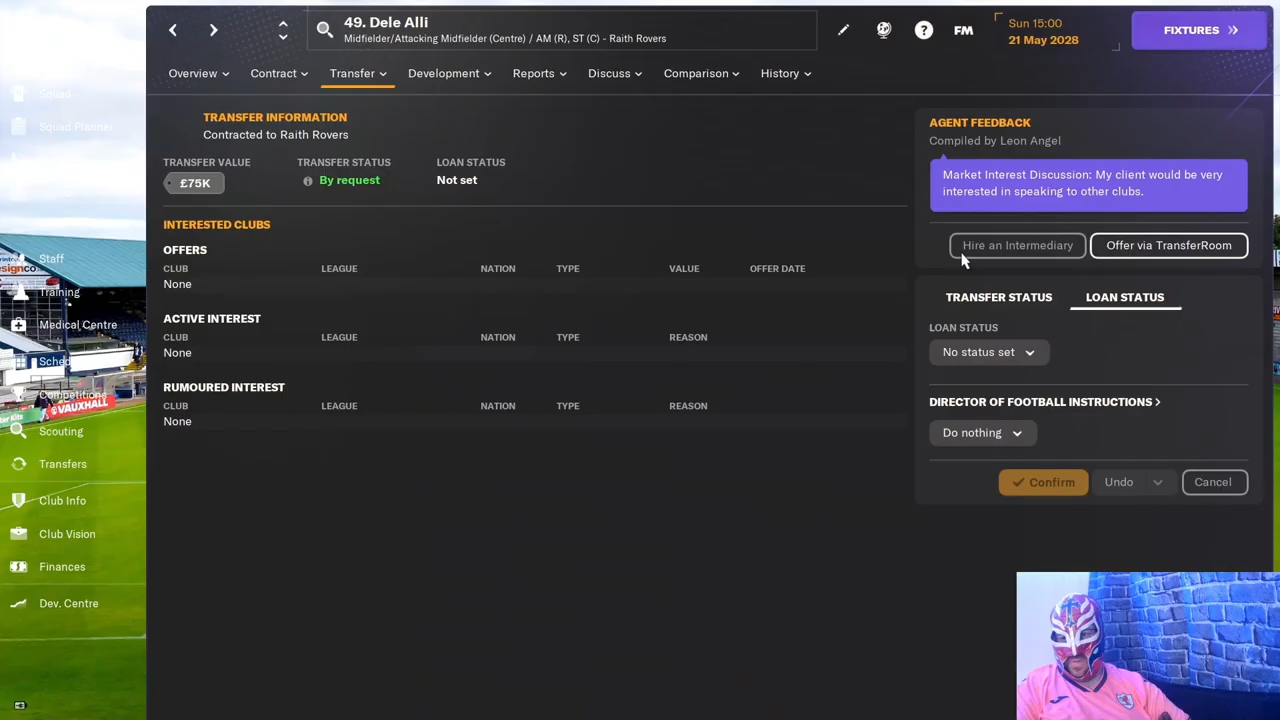 49. Dele Alli
Midfielder/Attacking Midfielder (Centre) / AM (R), ST (C) - Raith Rovers
?
FM
Sun 15:00
21 May 2028
FIXTURES
Overview
Contract
Transfer
Development
Reports
Discuss
Comparison
History
Squad
Squad Planner
Staff
Training
Medical Centre
Sched
Competitions
Scouting
Transfers
Club Info
Club Vision
Finances
Dev. Centre
VAUXHALL
TRANSFER INFORMATION
Contracted to Raith Rovers
TRANSFER VALUE TRANSFER STATUS LOAN STATUS
£75K By request Not set
INTERESTED CLUBS
OFFERS
CLUB LEAGUE NATION TYPE VALUE OFFER DATE
None
ACTIVE INTEREST
CLUB LEAGUE NATION TYPE REASON
None
RUMOURED INTEREST
CLUB LEAGUE NATION TYPE REASON
None
AGENT FEEDBACK
Compiled by Leon Angel
Market Interest Discussion: My client would be very
interested in speaking to other clubs.
Hire an Intermediary Offer via TransferRoom
TRANSFER STATUS LOAN STATUS
LOAN STATUS
No status set
DIRECTOR OF FOOTBALL INSTRUCTIONS >
Do nothing
Confirm Undo Cancel